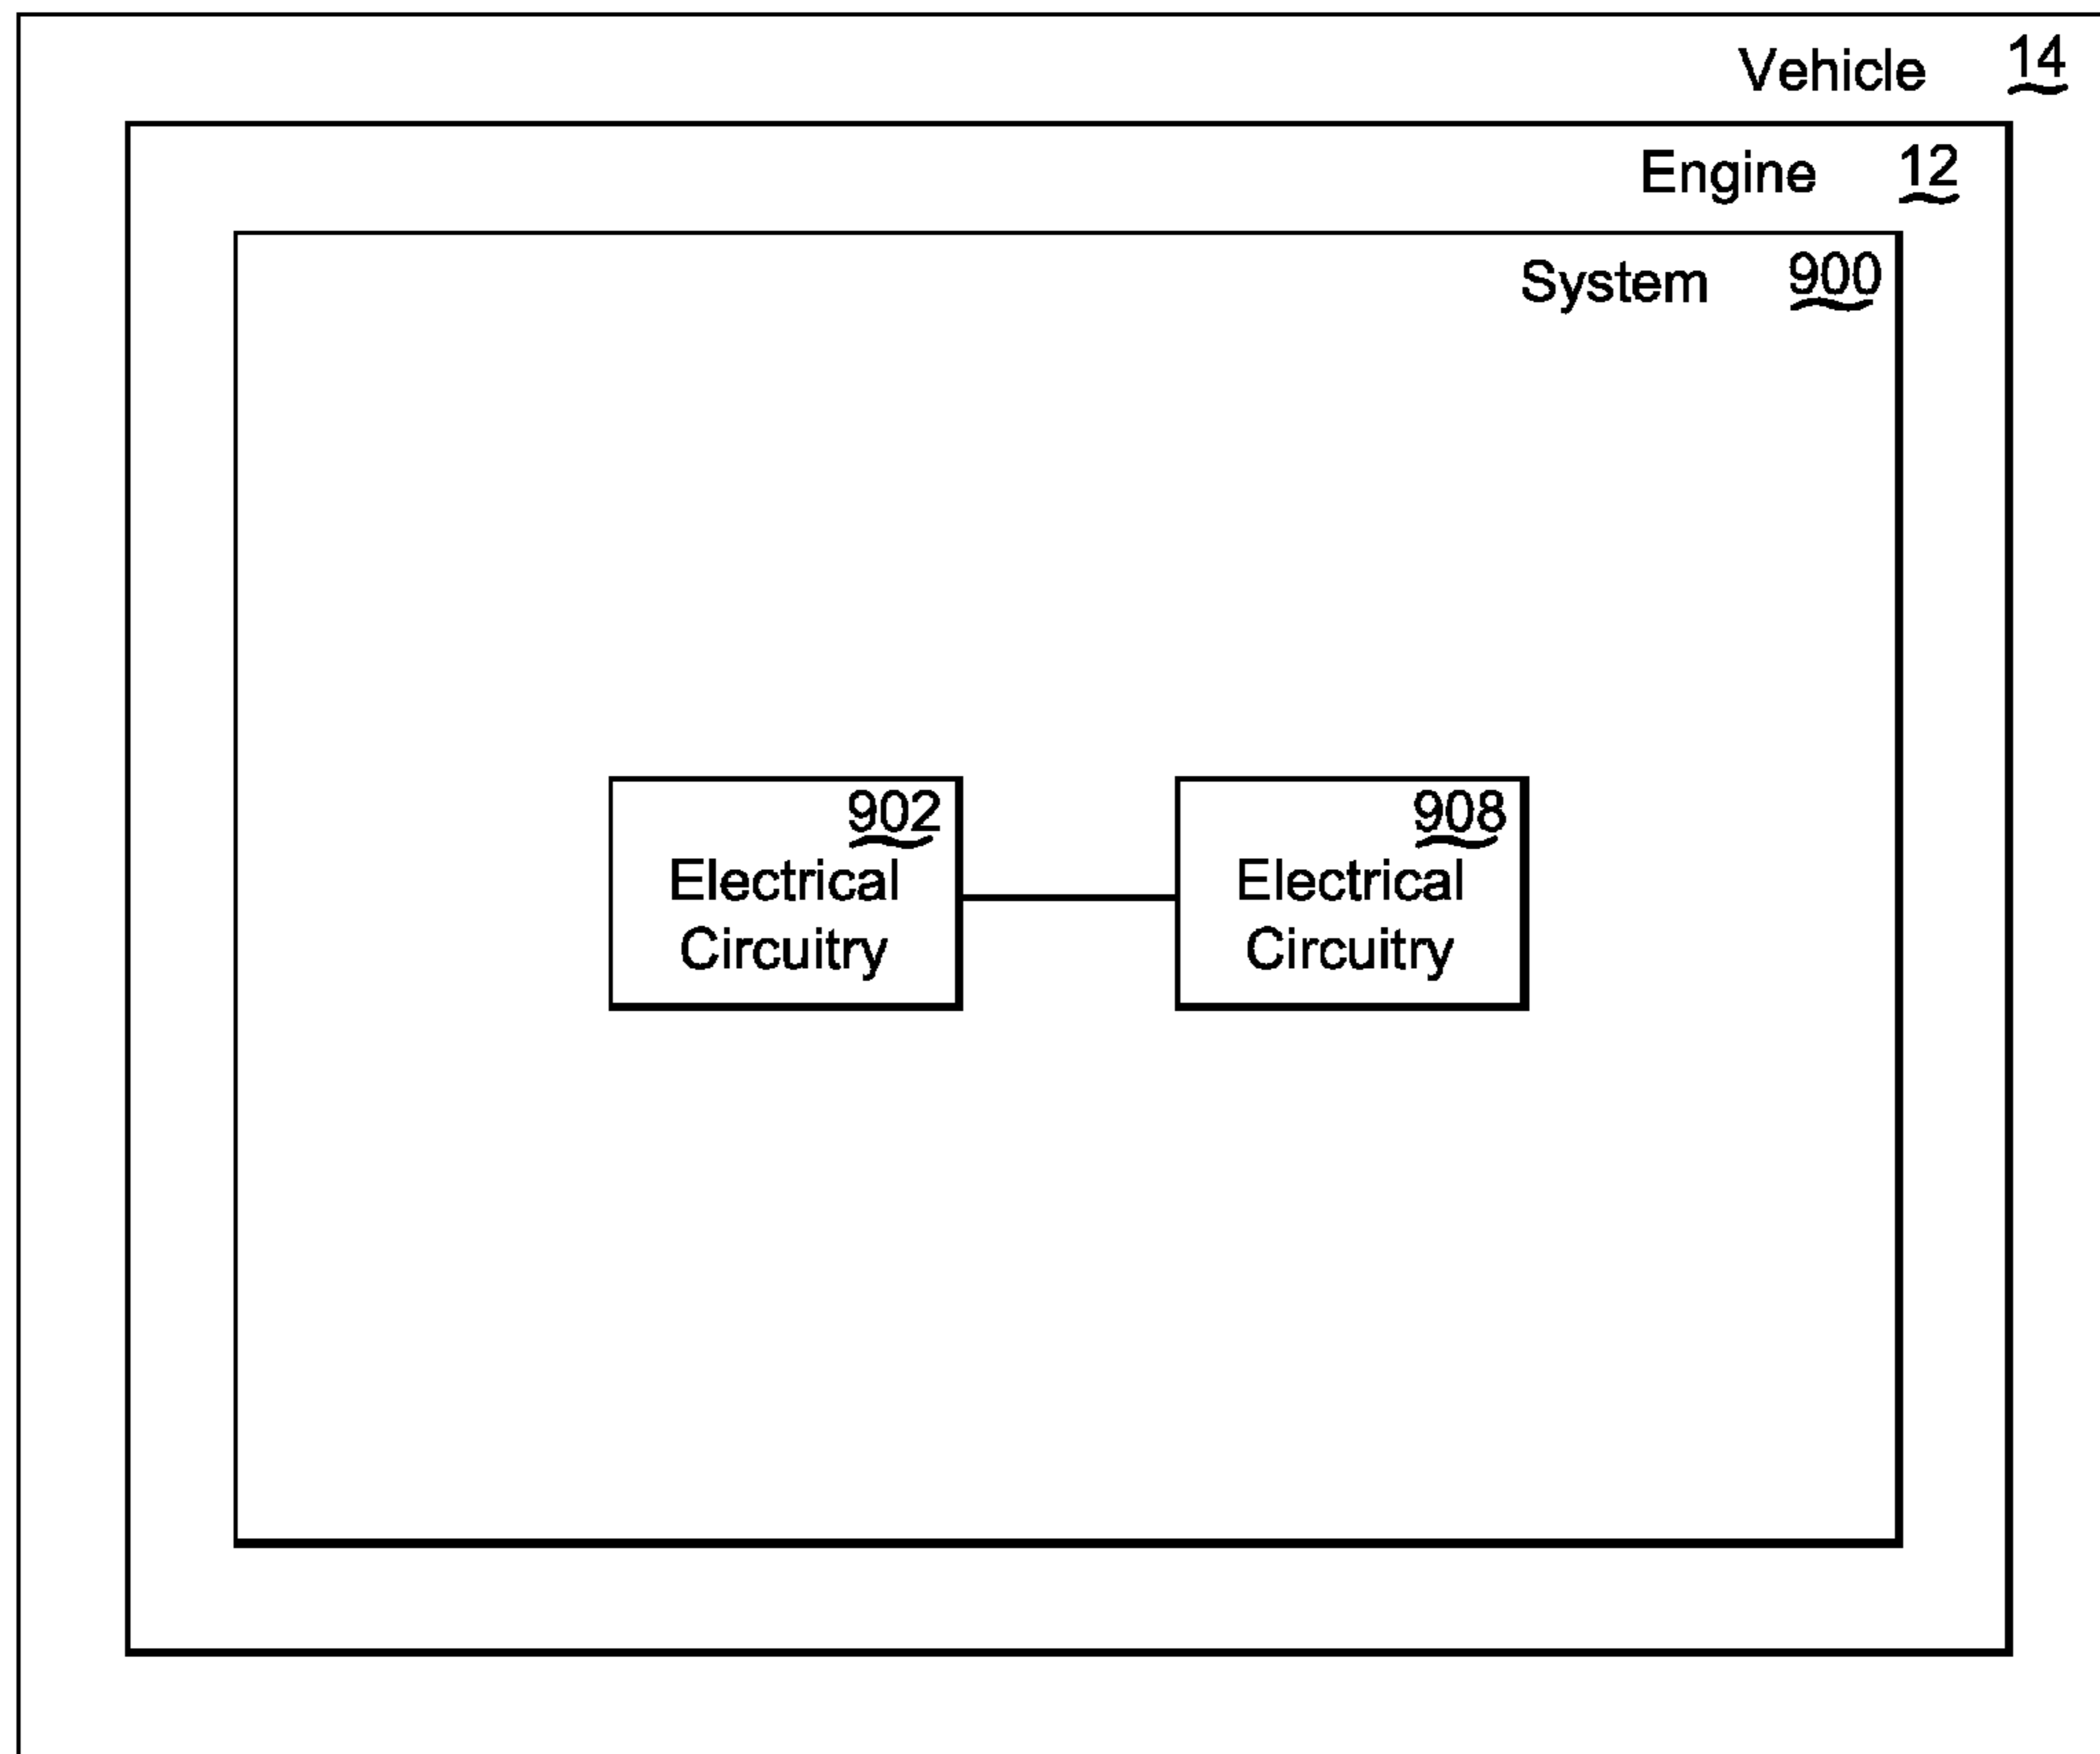 Vehicle 14
Engine 12
System 900
902
Electrical
Circuitry
908
Electrical
Circuitry